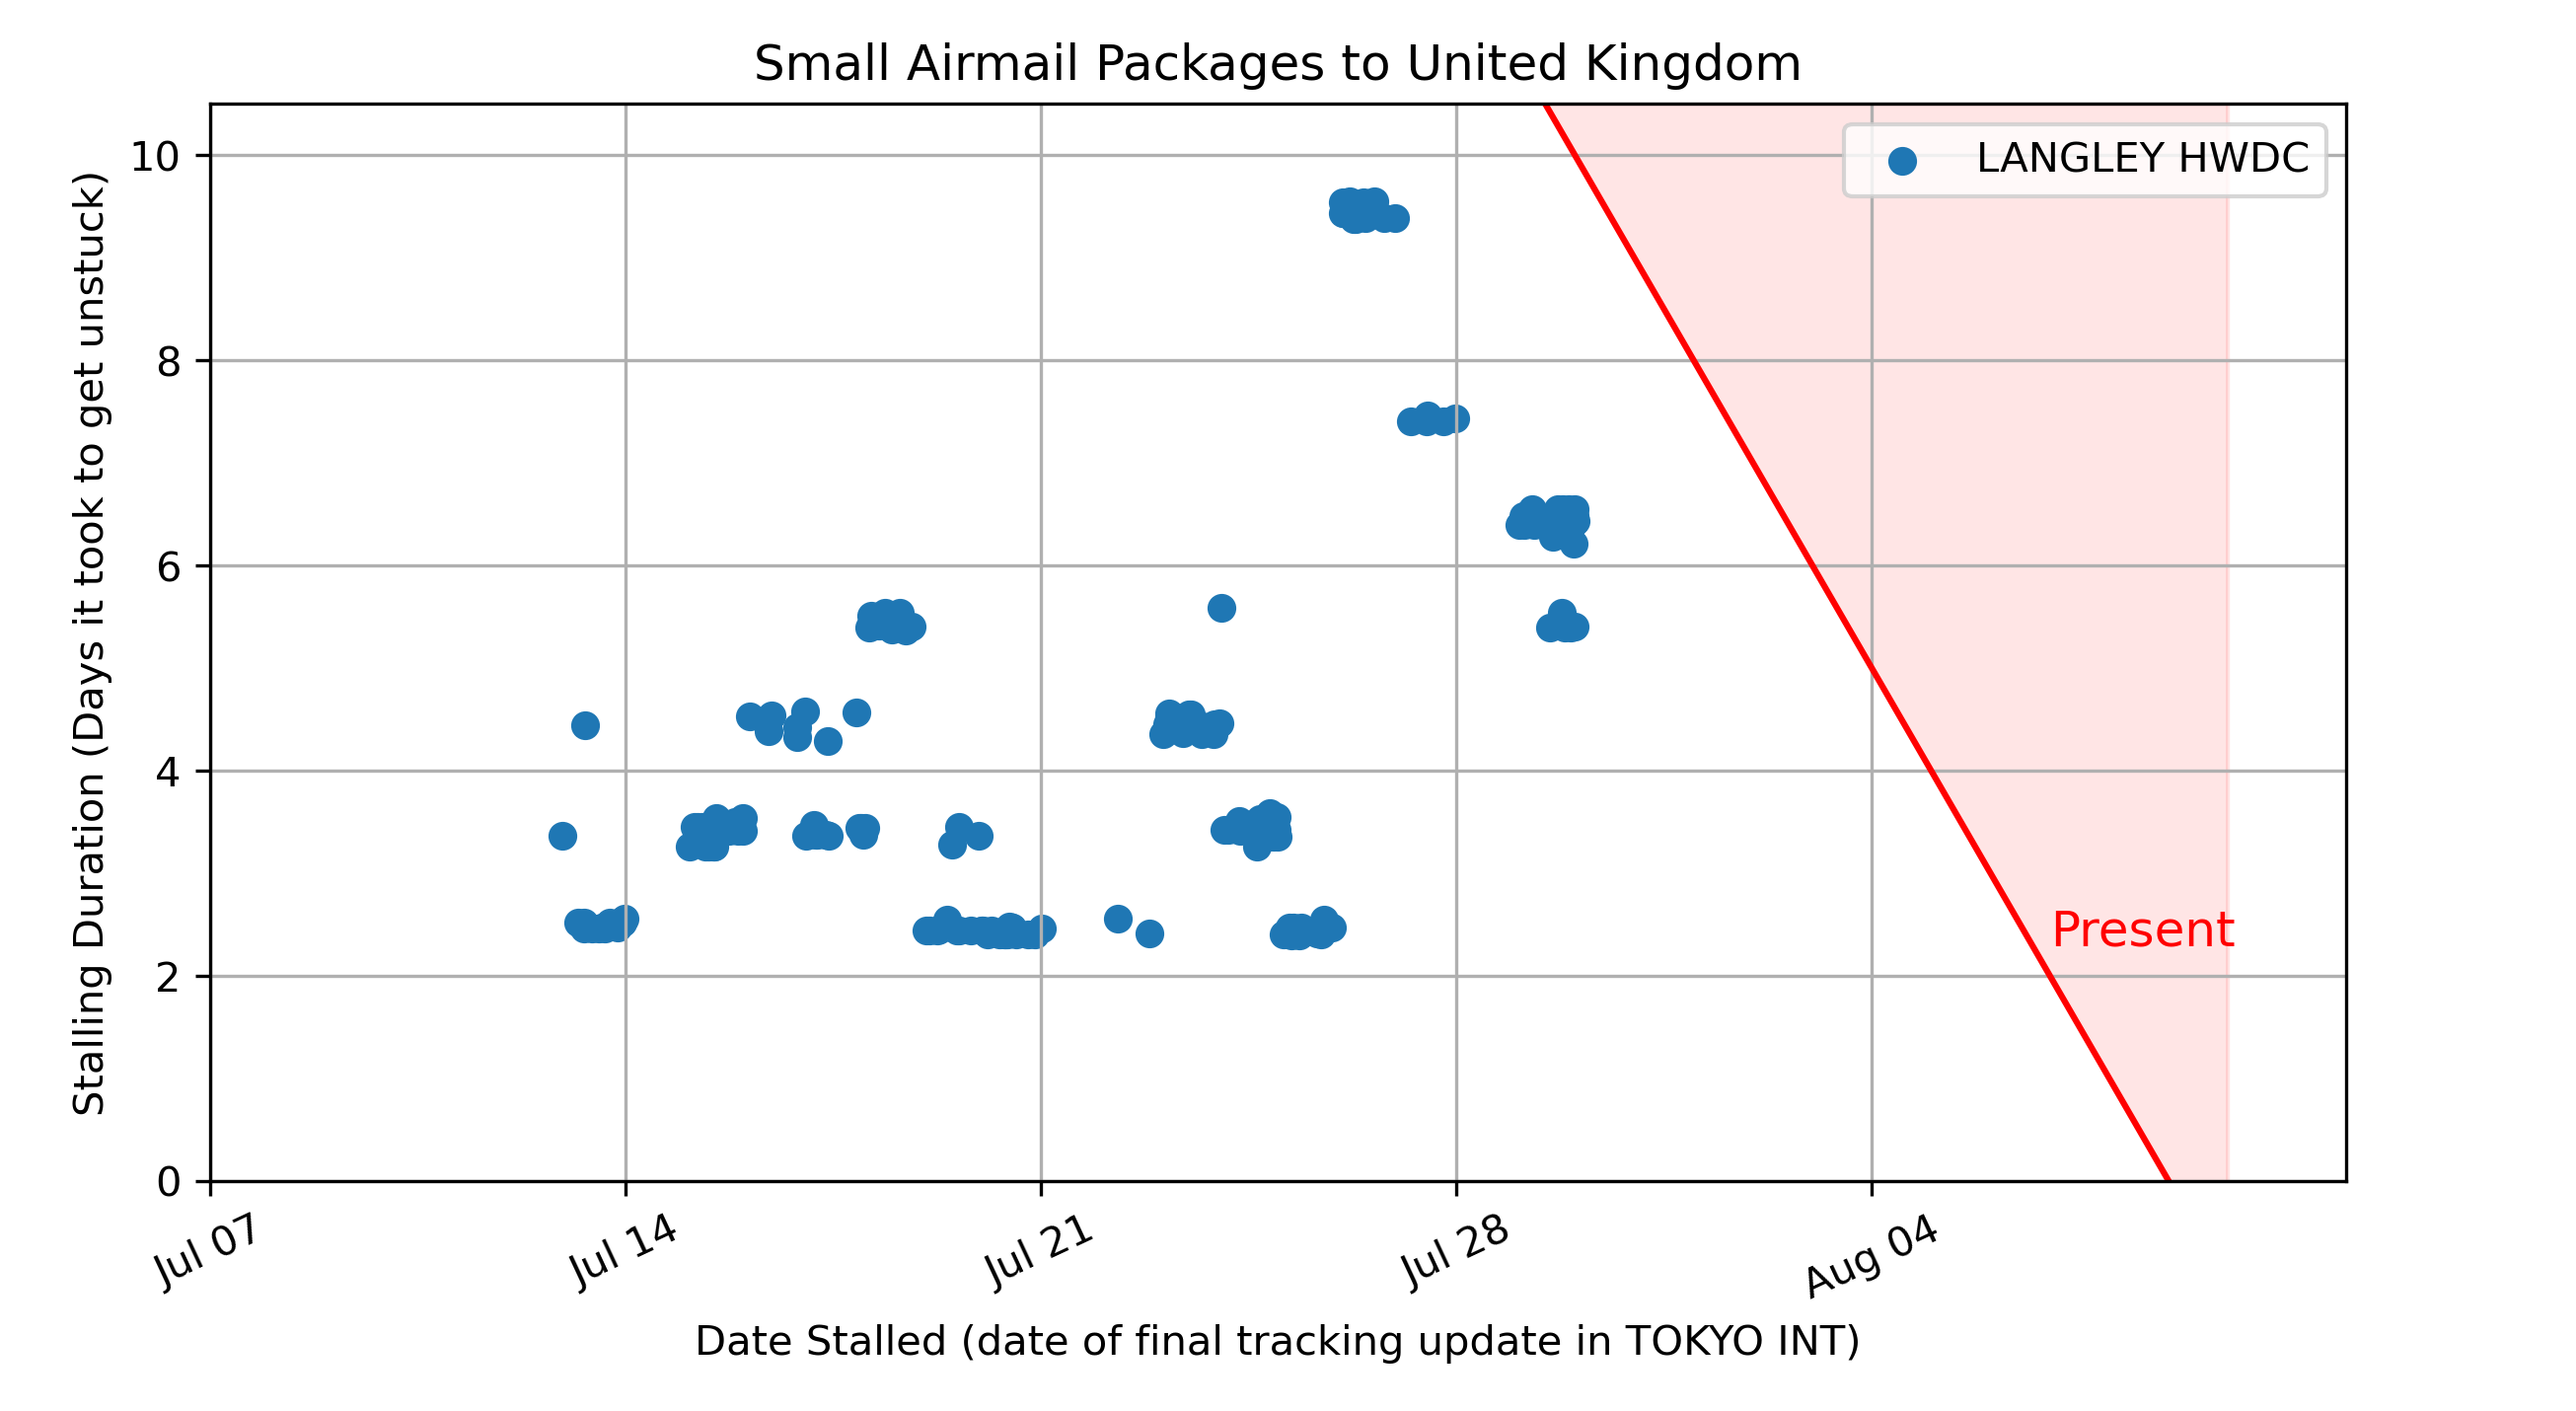 Small Airmail Packages to United Kingdom
LANGLEY HWDC
Stalling Duration (Days it took to get unstuck)
10
8
6
4
2
0
Present
Jul 07
Jul 14
Jul 21
Jul 28
Aug 04
Date Stalled (date of final tracking update in TOKYO INT)